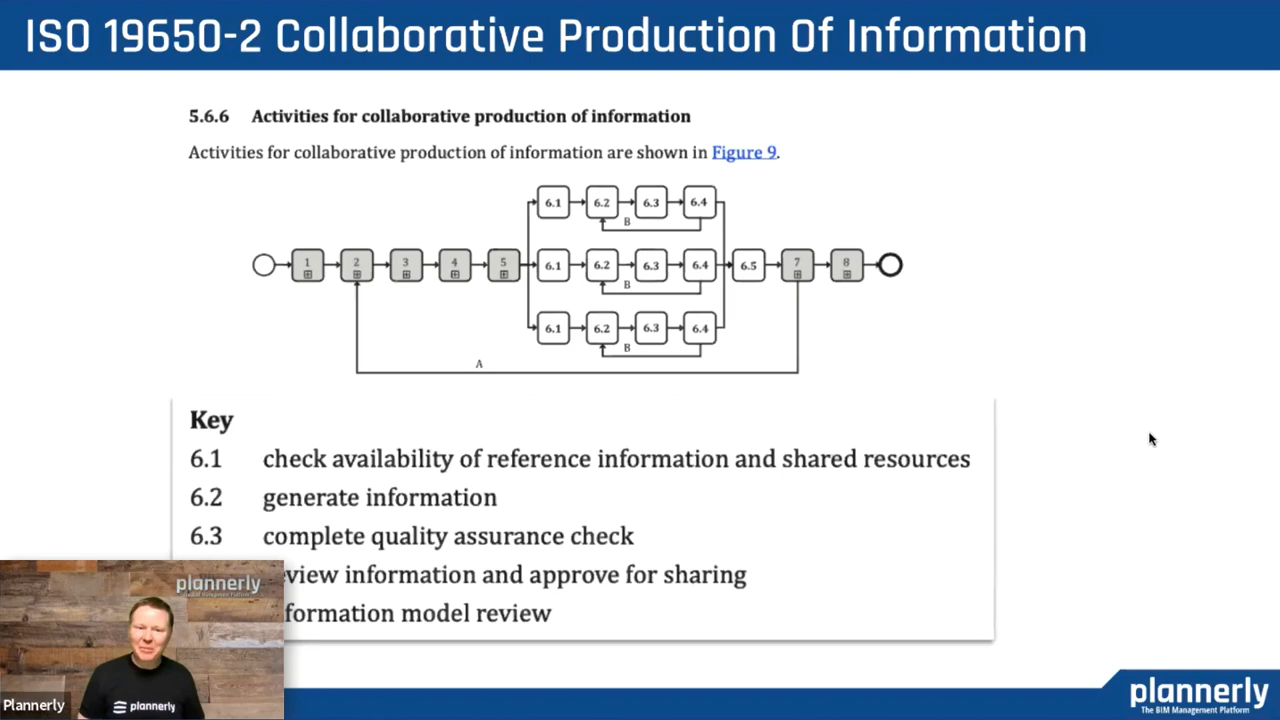 ISO 19650-2 Collaborative Production Of Information
5.6.6 Activities for collaborative production of information
Activities for collaborative production of information are shown in Figure 9.
6.1 6.2 6.3 6.4
B
1 2 3 4 5 6.1 6.2 6.3 6.4 6.5 7 8
B
6.1 6.2 6.3 6.4
B
A
Key
6.1 check availability of reference information and shared resources
6.2 generate information
6.3 complete quality assurance check
view information and approve for sharing
formation model review
plannerly
Plannerly
plannerly
plannerly
The BIM Management Platform